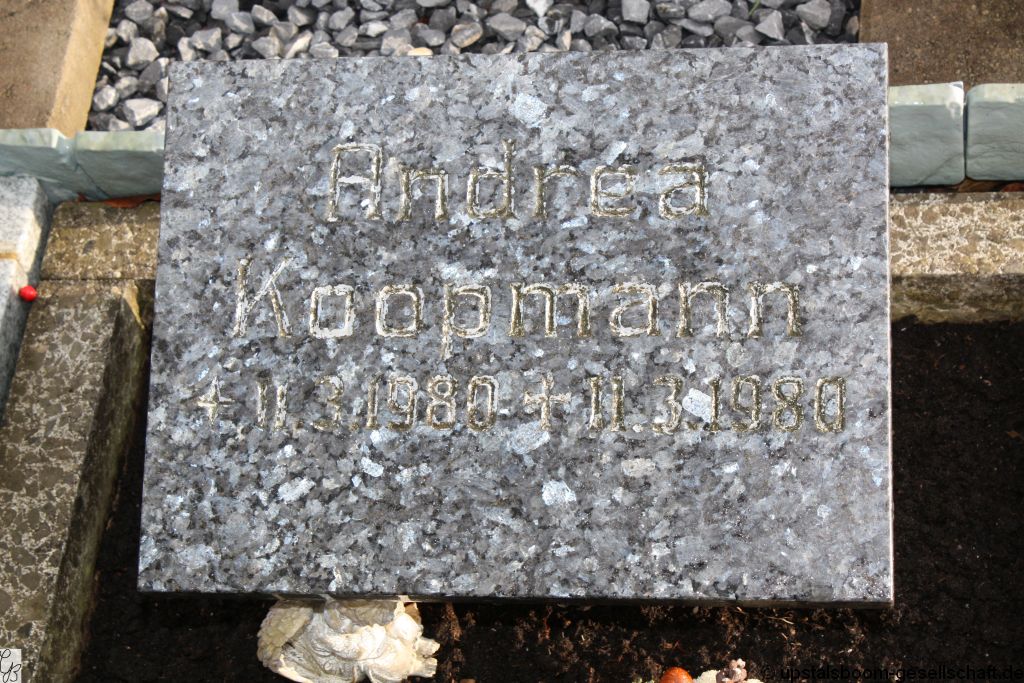 Andrea
Koopmann
+ 11.3.1980 + 11.3.1980
© upstalsboom-gesellschaft.de